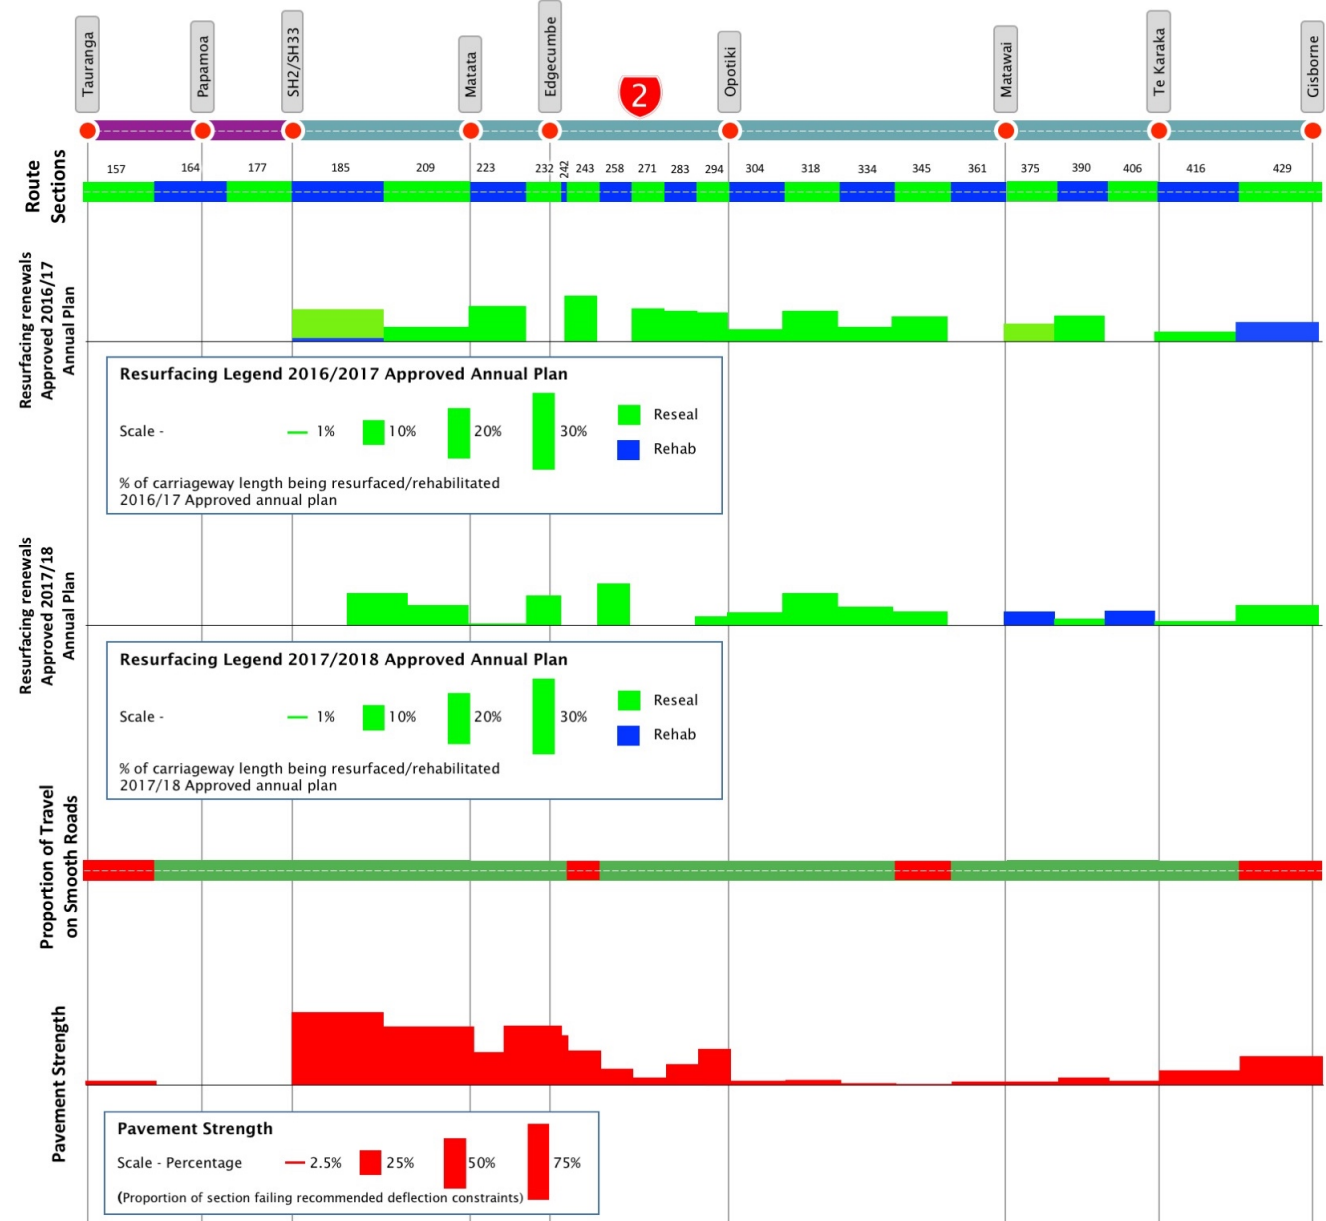 Tauranga
Papamoa
SH2/SH33
Matata
Edgecumbe
2
Opotiki
Matawai
Te Karaka
Gisborne
Route
Sections
157 164 177 185 209 223 232 242 243 258 271 283 294 304 318 334 345 361 375 390 406 416 429
Resurfacing renewals
Approved 2016/17
Annual Plan
Resurfacing Legend 2016/2017 Approved Annual Plan
Scale - 1% 10% 20% 30%
Reseal
Rehab
% of carriageway length being resurfaced/rehabilitated
2016/17 Approved annual plan
Resurfacing renewals
Approved 2017/18
Annual Plan
Resurfacing Legend 2017/2018 Approved Annual Plan
Scale - 1% 10% 20% 30%
Reseal
Rehab
% of carriageway length being resurfaced/rehabilitated
2017/18 Approved annual plan
Proportion of Travel
on Smooth Roads
Pavement Strength
Pavement Strength
Scale - Percentage 2.5% 25% 50% 75%
(Proportion of section failing recommended deflection constraints)